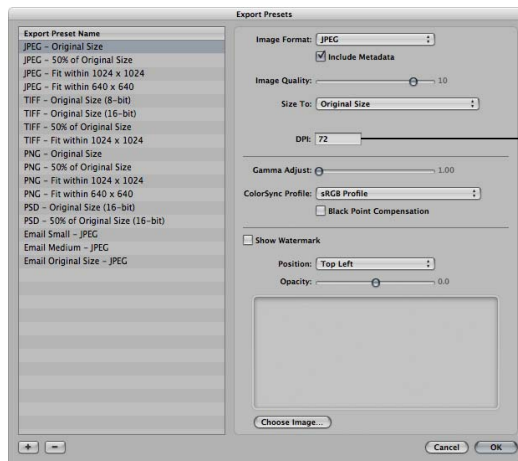 Export Presets
Export Preset Name
JPEG – Original Size
JPEG – 50% of Original Size
JPEG – Fit within 1024 x 1024
JPEG – Fit within 640 x 640
TIFF – Original Size (8-bit)
TIFF – Original Size (16-bit)
TIFF – 50% of Original Size
TIFF – Fit within 1024 x 1024
PNG – Original Size
PNG – 50% of Original Size
PNG – Fit within 1024 x 1024
PNG – Fit within 640 x 640
PSD – Original Size (16-bit)
PSD – 50% of Original Size (16-bit)
Email Small – JPEG
Email Medium – JPEG
Email Original Size – JPEG
Image Format: JPEG
Include Metadata
Image Quality: 10
Size To: Original Size
DPI: 72
Gamma Adjust: 1.00
ColorSync Profile: sRGB Profile
Black Point Compensation
Show Watermark
Position: Top Left
Opacity: 0.0
Choose Image...
+ −
Cancel OK